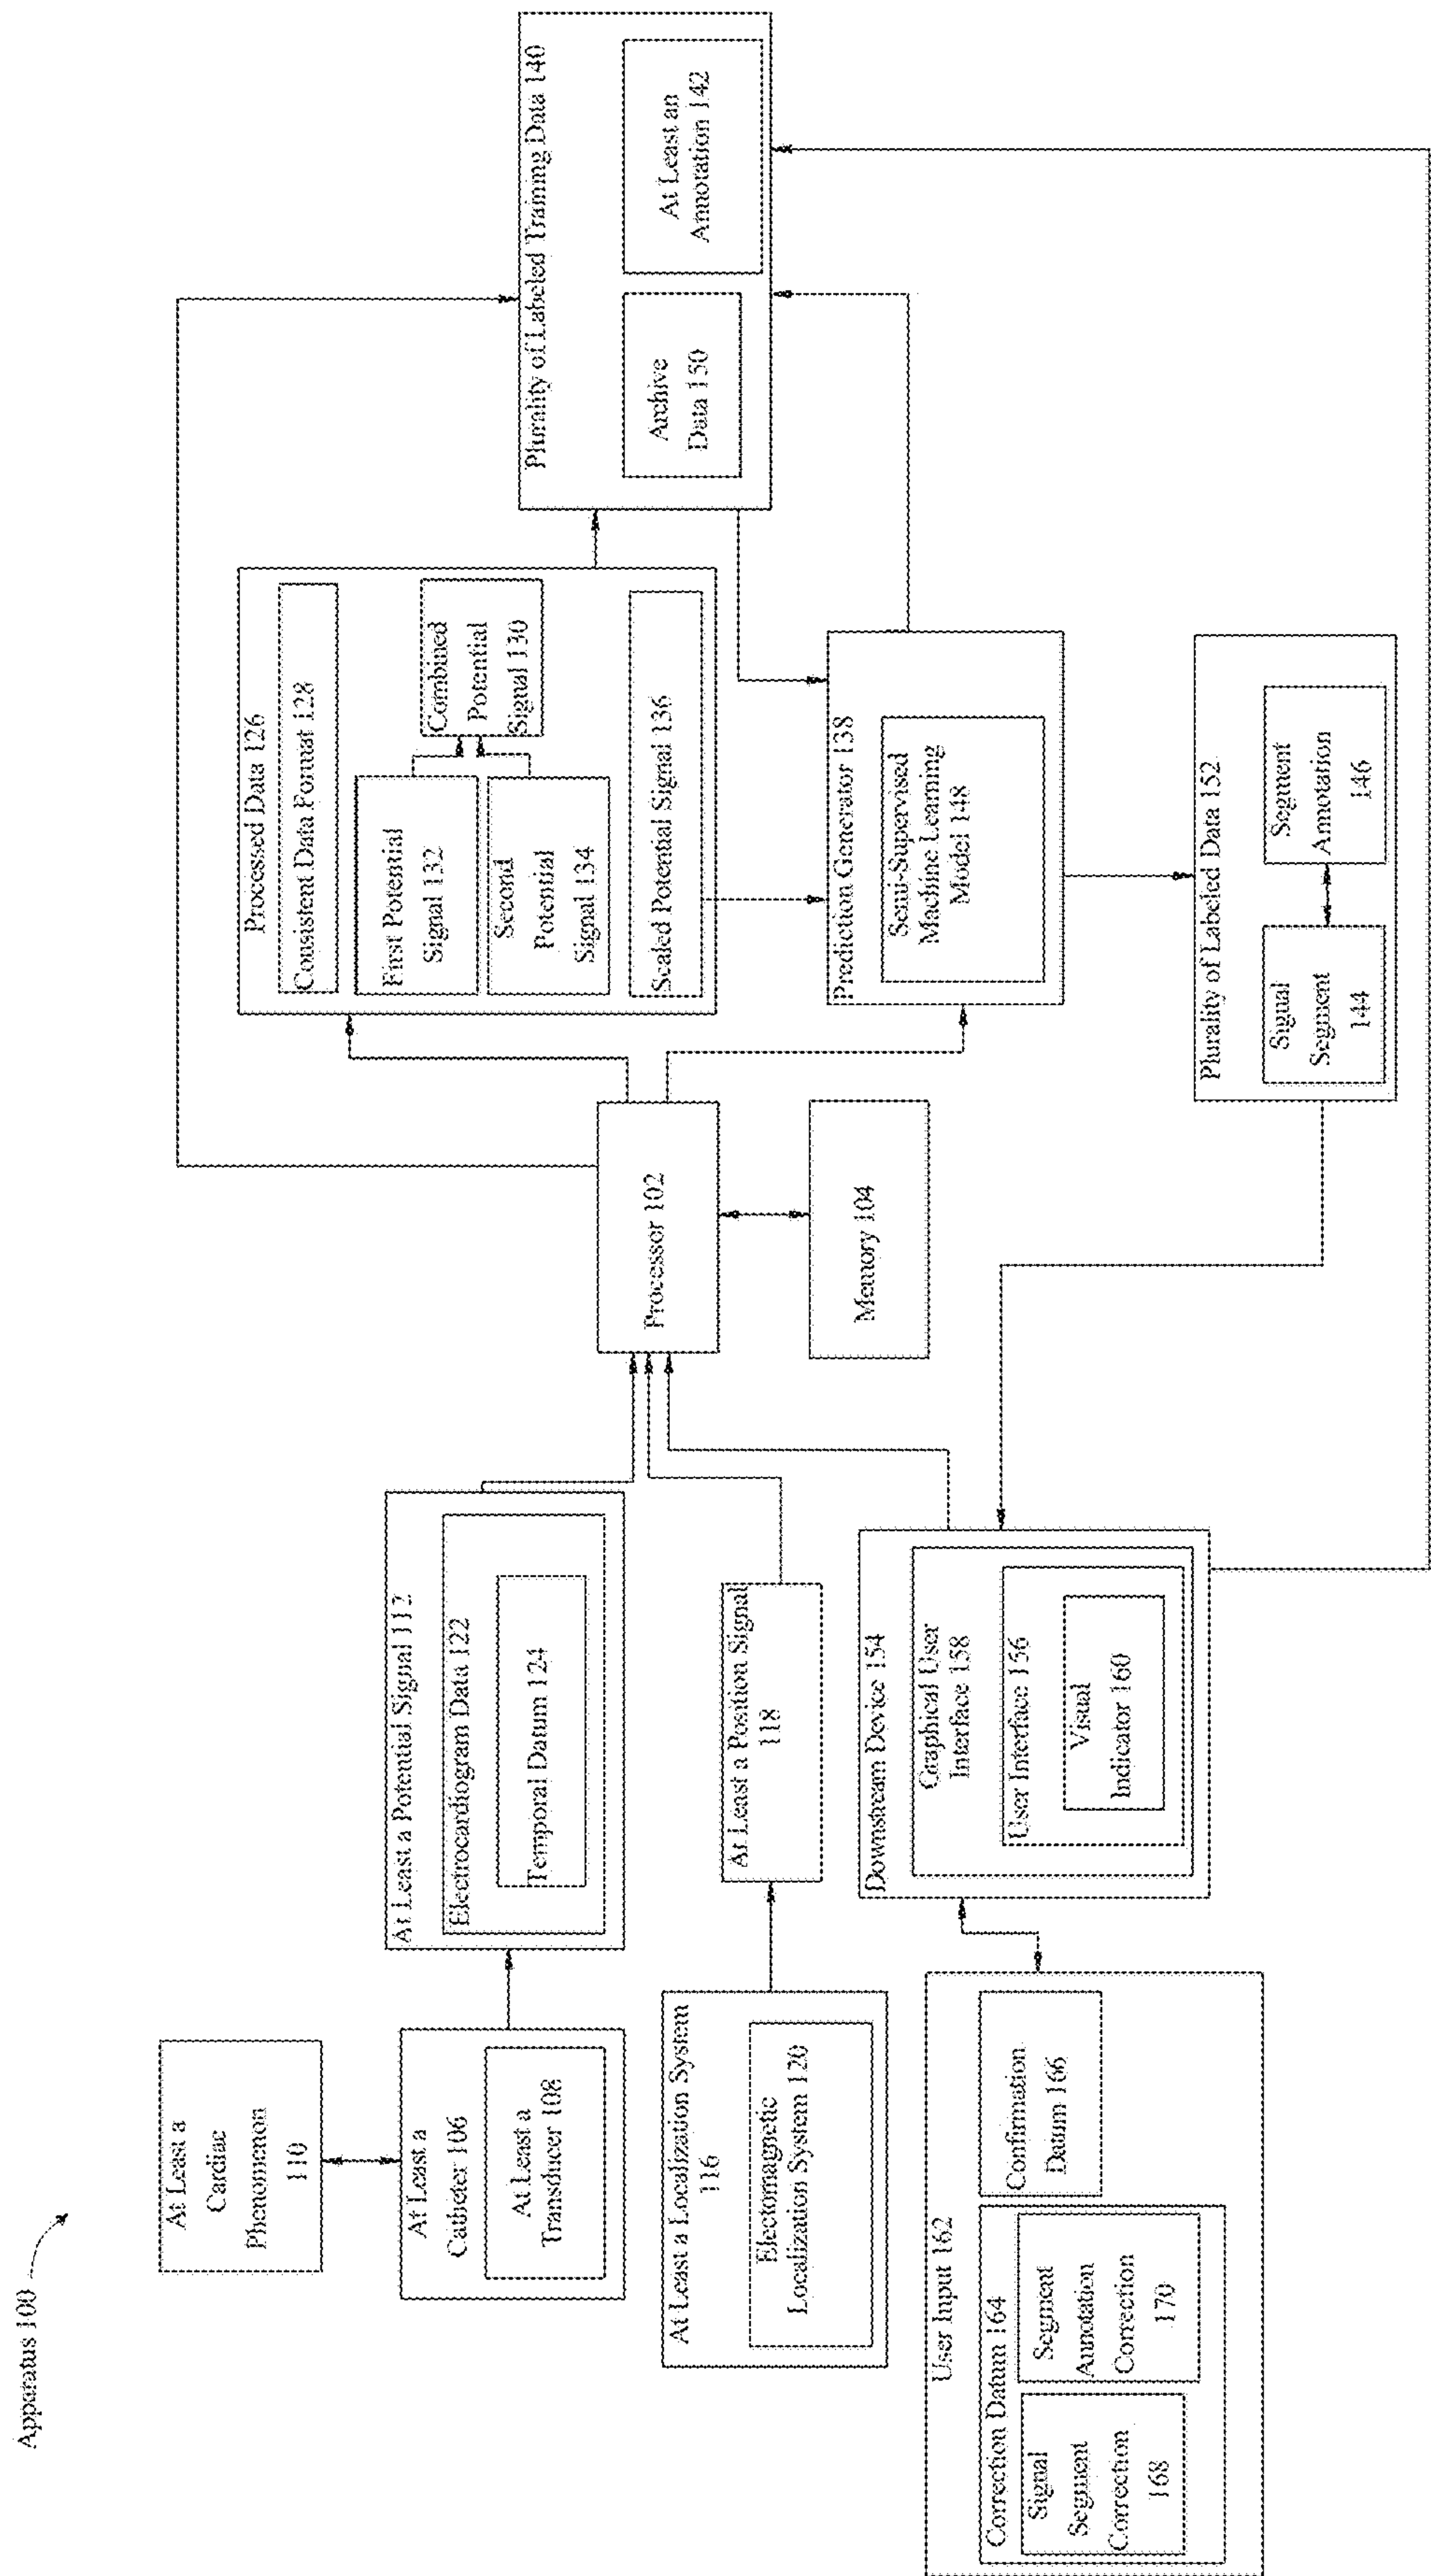 Apparatus 100
At Least a
Cardiac
Phenomenon
110
At Least a
Catheter 106
At Least a
Transducer 108
At Least a Potential Signal 112
Electrocardiogram Data 122
Temporal Datum 124
At Least a Localization System
116
Electomagnetic
Localization System 120
At Least a Position Signal
118
User Input 162
Correction Datum 164
Signal
Segment
Correction
168
Segment
Annotation
Correction
170
Confirmation
Datum 166
Downstream Device 154
Graphical User
Interface 158
User Interface 156
Visual
Indicator 160
Processor 102
Memory 104
Processed Data 126
Consistent Data Format 128
First Potential
Signal 132
Second
Potential
Signal 134
Combined
Potential
Signal 130
Scaled Potential Signal 136
Prediction Generator 138
Semi-Supervised
Machine Learning
Model 148
Plurality of Labeled Data 152
Signal
Segment
144
Segment
Annotation
146
Plurality of Labeled Training Data 140
Archive
Data 150
At Least an
Annotation 142